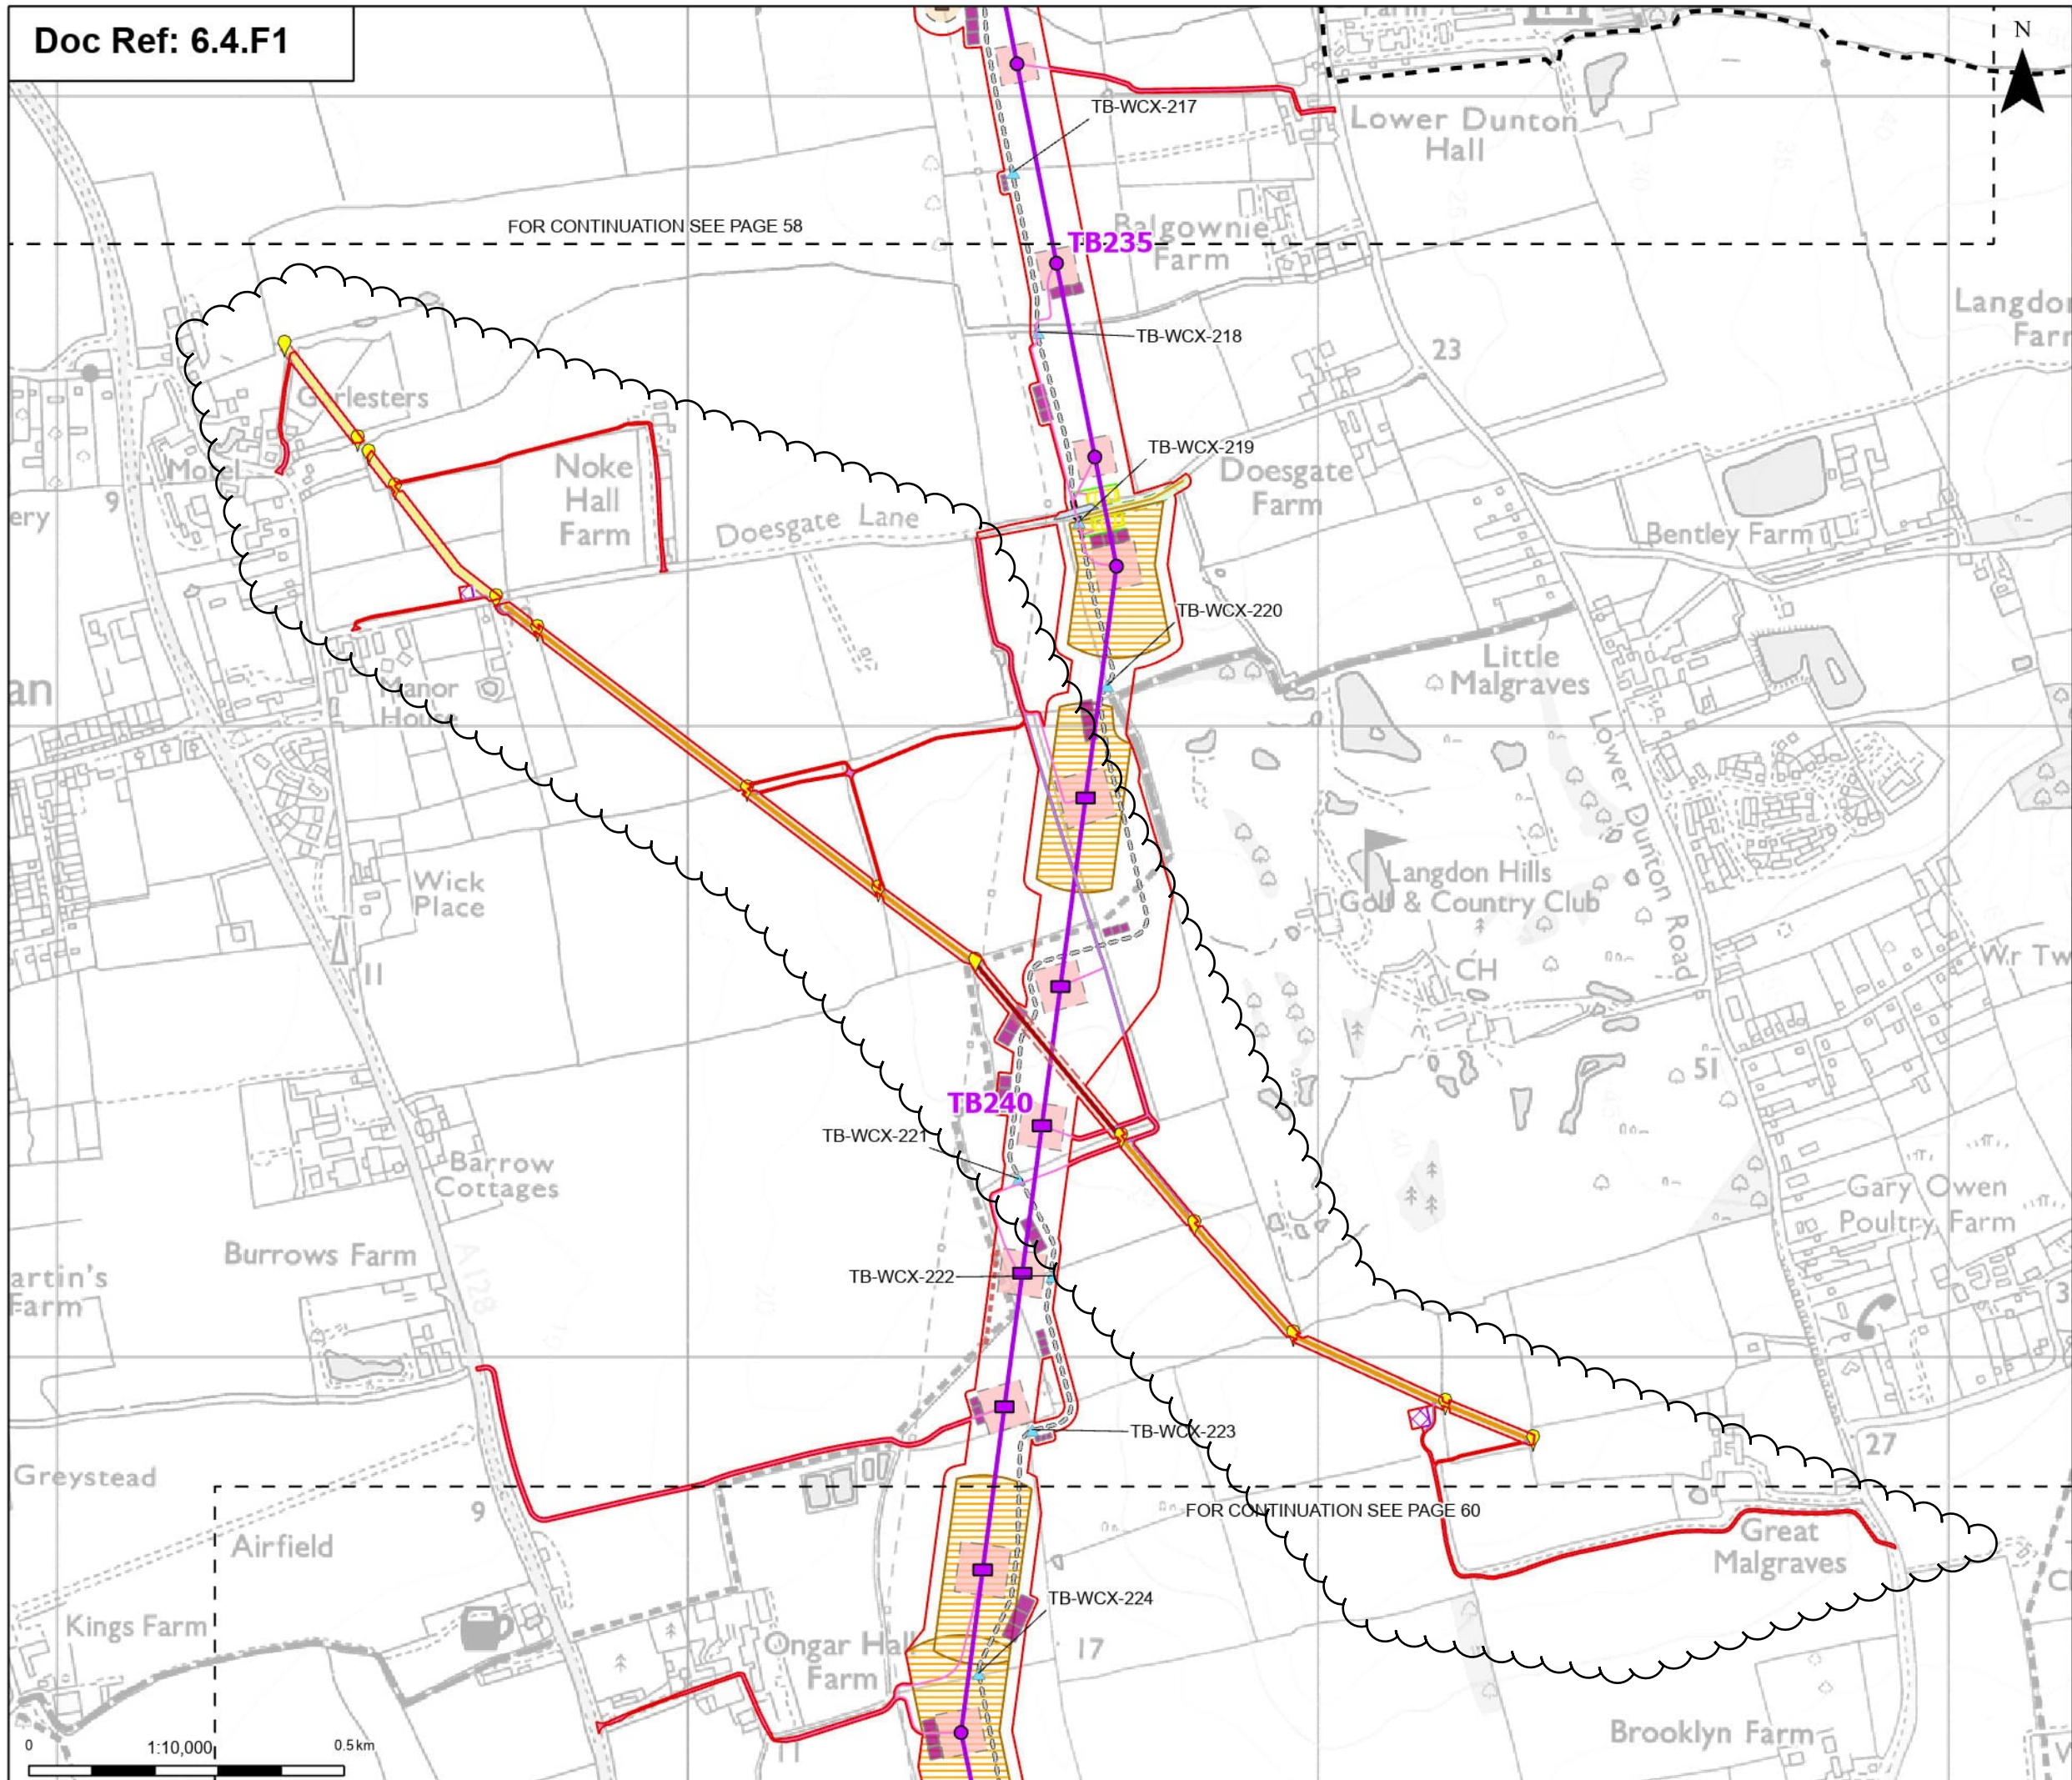 Doc Ref: 6.4.F1
N
TB-WCX-217
Lower Dunton
Hall
FOR CONTINUATION SEE PAGE 58
Balgownie
Farm
TB235
TB-WCX-218
23
Garlesters
TB-WCX-219
Motel
9
Noke
Hall
Farm
Doesgate Lane
Doesgate
Farm
Bentley Farm
TB-WCX-220
Little
Malgraves
Manor
House
Lower Dunton Road
Wick
Place
Langdon Hills
Golf & Country Club
11
CH
51
TB240
TB-WCX-221
Barrow
Cottages
Gary Owen
Poultry Farm
Burrows Farm
A128
TB-WCX-222
20
10
TB-WCX-223
27
Greystead
9
FOR CONTINUATION SEE PAGE 60
Airfield
Great
Malgraves
TB-WCX-224
Kings Farm
Ongar Hall
Farm
17
Brooklyn Farm
11
0
1:10,000
0.5 km